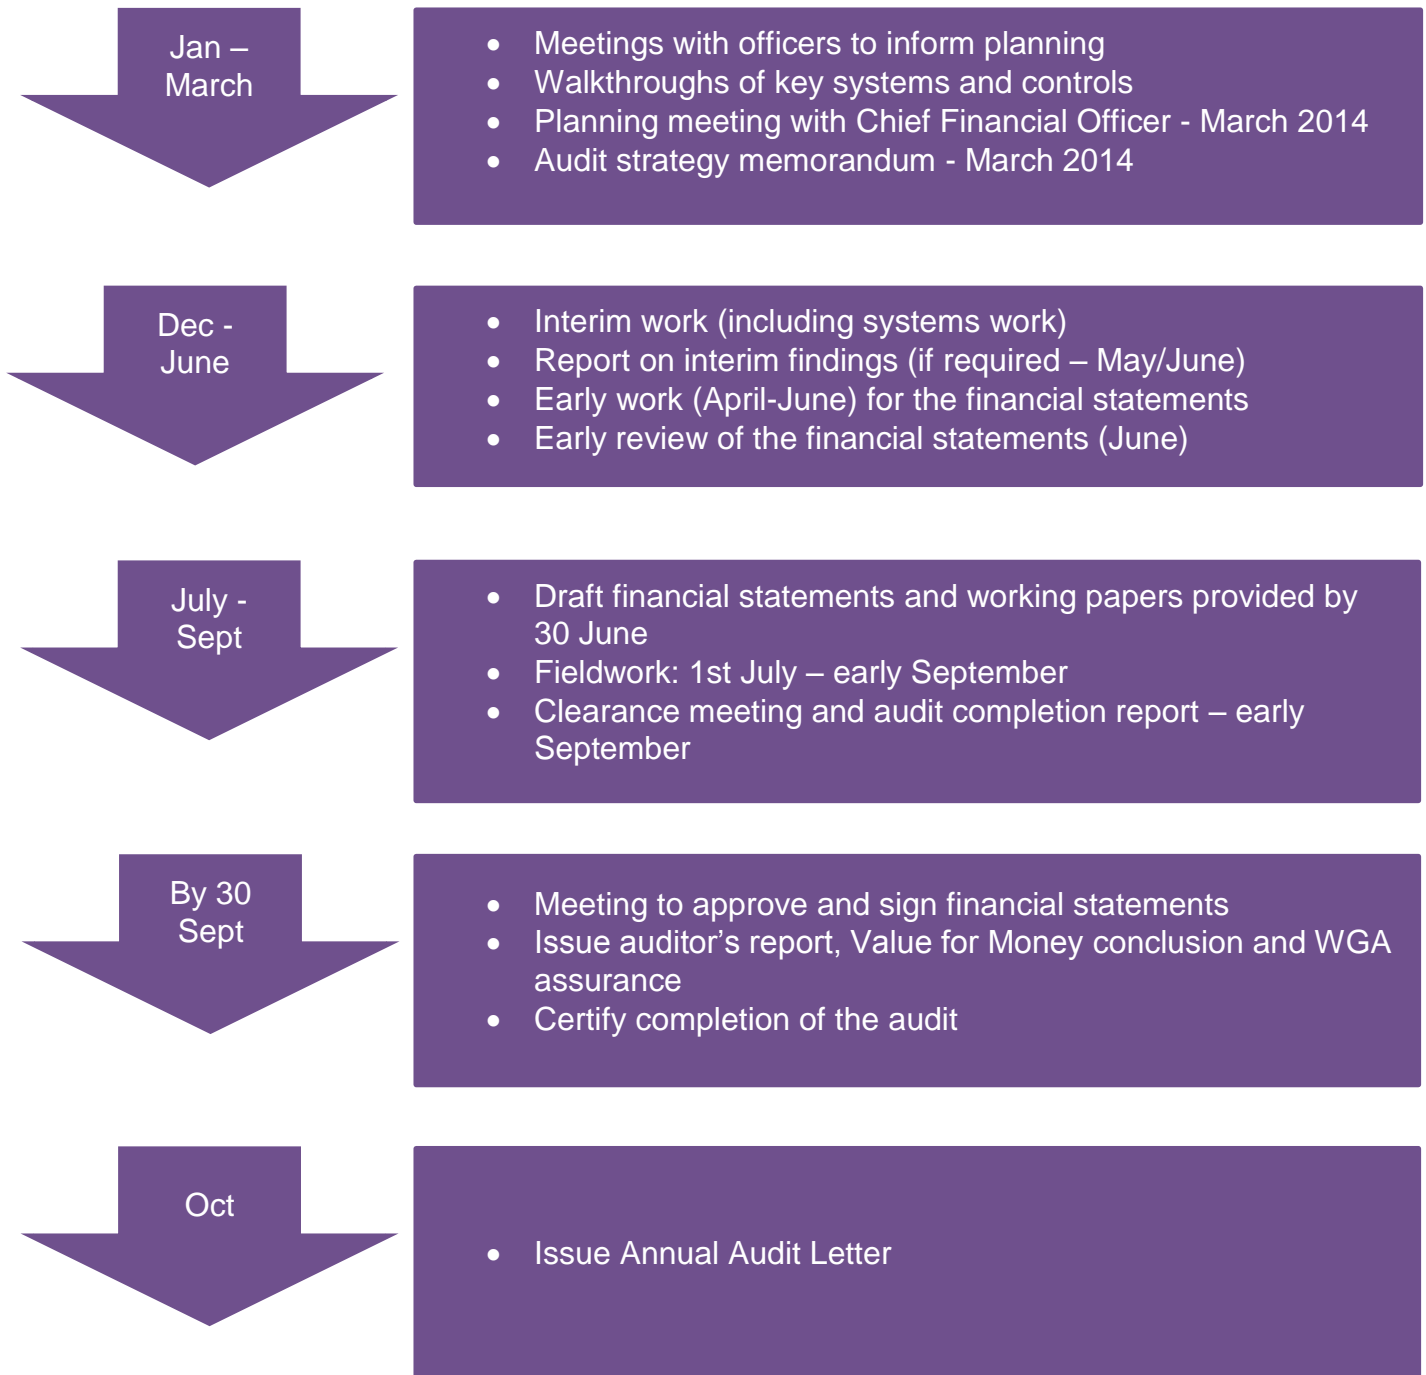 Jan –
March
• Meetings with officers to inform planning
• Walkthroughs of key systems and controls
• Planning meeting with Chief Financial Officer - March 2014
• Audit strategy memorandum - March 2014
Dec -
June
• Interim work (including systems work)
• Report on interim findings (if required – May/June)
• Early work (April-June) for the financial statements
• Early review of the financial statements (June)
July -
Sept
• Draft financial statements and working papers provided by
30 June
• Fieldwork: 1st July – early September
• Clearance meeting and audit completion report – early
September
By 30
Sept
• Meeting to approve and sign financial statements
• Issue auditor’s report, Value for Money conclusion and WGA
assurance
• Certify completion of the audit
Oct
• Issue Annual Audit Letter